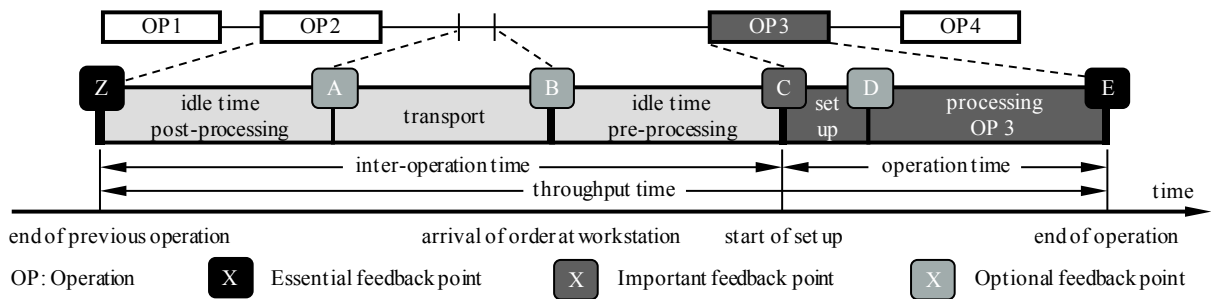 OP1 OP2 OP3 OP4
Z A B C D E
idle time
post-processing
transport
idle time
pre-processing
set
up
processing
OP 3
inter-operation time operation time
throughput time
time
end of previous operation arrival of order at workstation start of set up end of operation
OP: Operation X Essential feedback point X Important feedback point X Optional feedback point